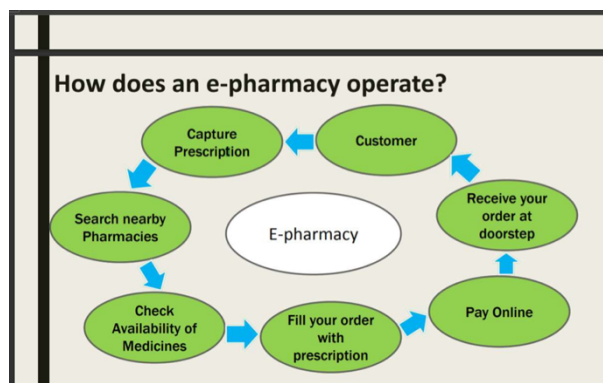 How does an e-pharmacy operate?
Capture
Prescription
Customer
Search nearby
Pharmacies
E-pharmacy
Receive your
order at
doorstep
Check
Availability of
Medicines
Fill your order
with
prescription
Pay Online